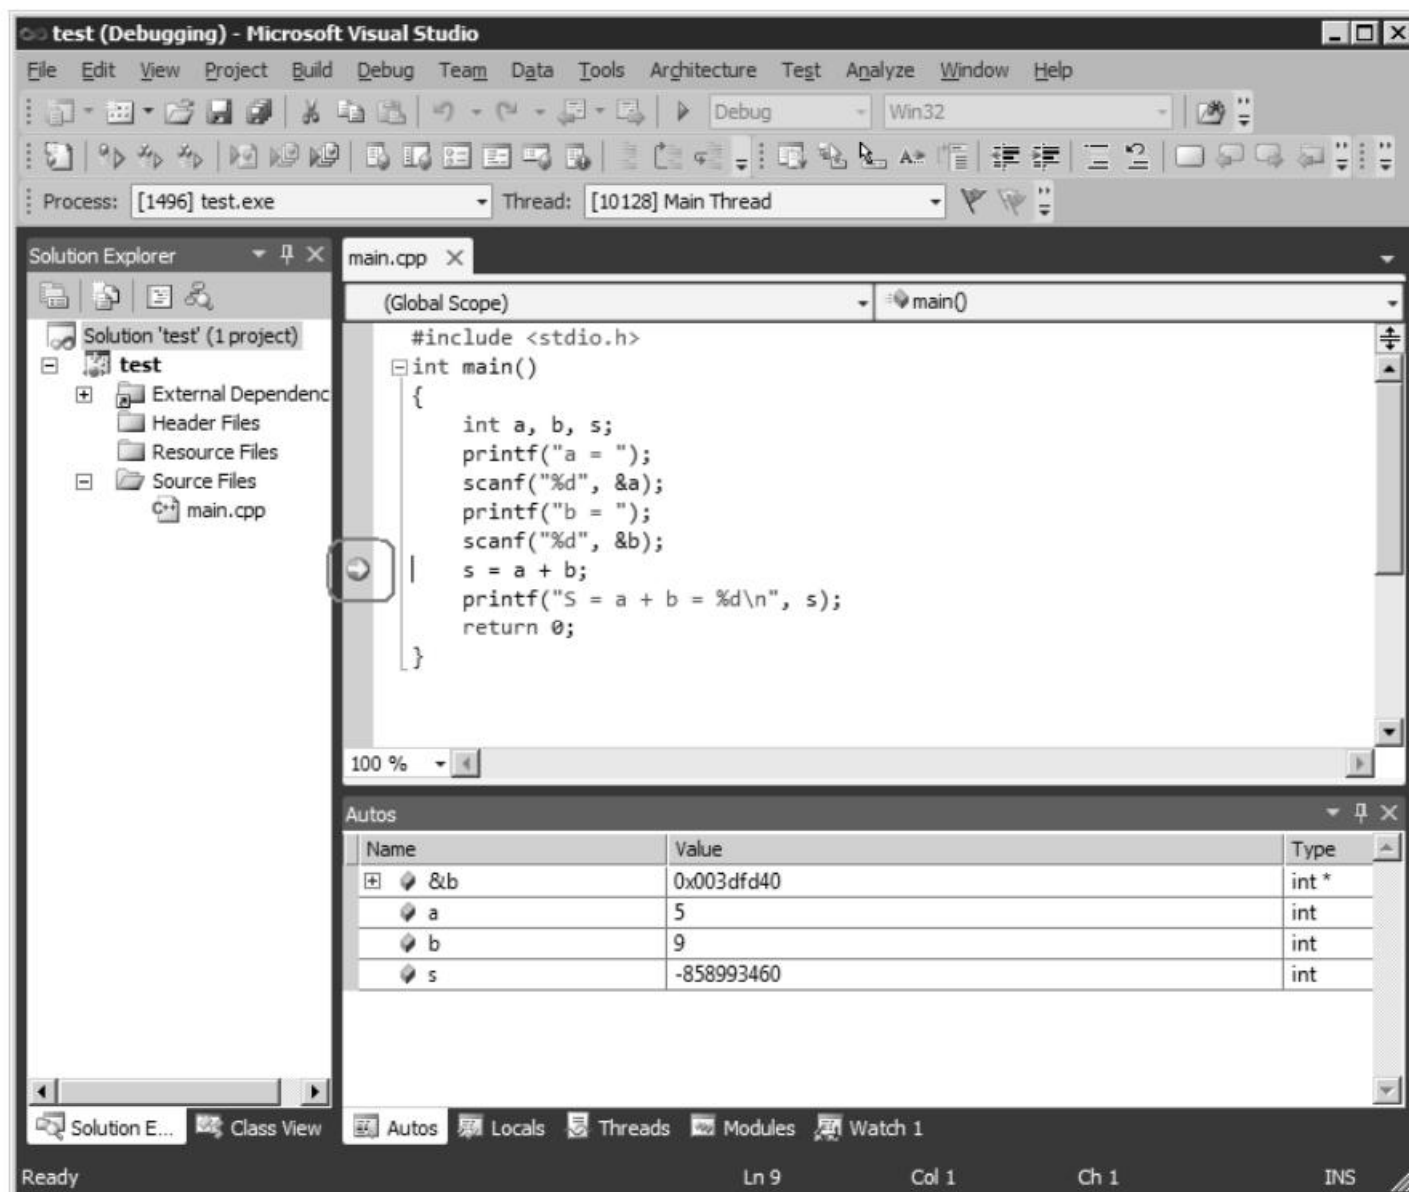 test (Debugging) - Microsoft Visual Studio
File Edit View Project Build Debug Team Data Tools Architecture Test Analyze Window Help
Debug Win32
Process: [1496] test.exe Thread: [10128] Main Thread
Solution Explorer
Solution 'test' (1 project)
test
External Dependenc
Header Files
Resource Files
Source Files
main.cpp
main.cpp
(Global Scope) main()
#include <stdio.h>
int main()
{
int a, b, s;
printf("a = ");
scanf("%d", &a);
printf("b = ");
scanf("%d", &b);
s = a + b;
printf("S = a + b = %d\n", s);
return 0;
}
100 %
Autos
Name Value Type
&b 0x003dfd40 int *
a 5 int
b 9 int
s -858993460 int
Solution E... Class View Autos Locals Threads Modules Watch 1
Ready Ln 9 Col 1 Ch 1 INS